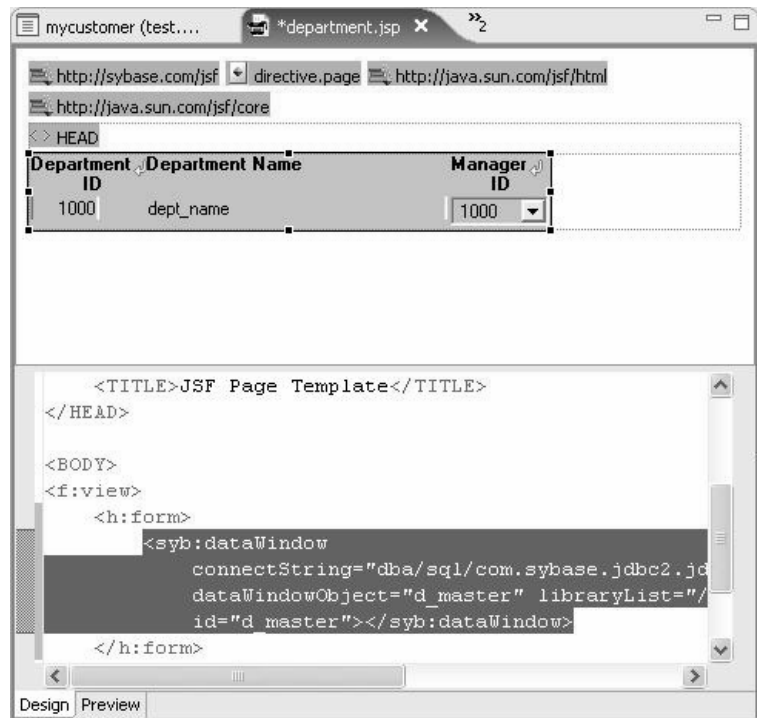 mycustomer (test.... *department.jsp »2
http://sybase.com/jsf directive.page http://java.sun.com/jsf/html
http://java.sun.com/jsf/core
<> HEAD
Department Department Name Manager
ID ID
1000 dept_name 1000
<TITLE>JSF Page Template</TITLE>
</HEAD>
<BODY>
<f:view>
<h:form>
<syb:dataWindow
connectString="dba/sql/com.sybase.jdbc2.jd
dataWindowObject="d_master" libraryList="/
id="d_master"></syb:dataWindow>
</h:form>
Design Preview